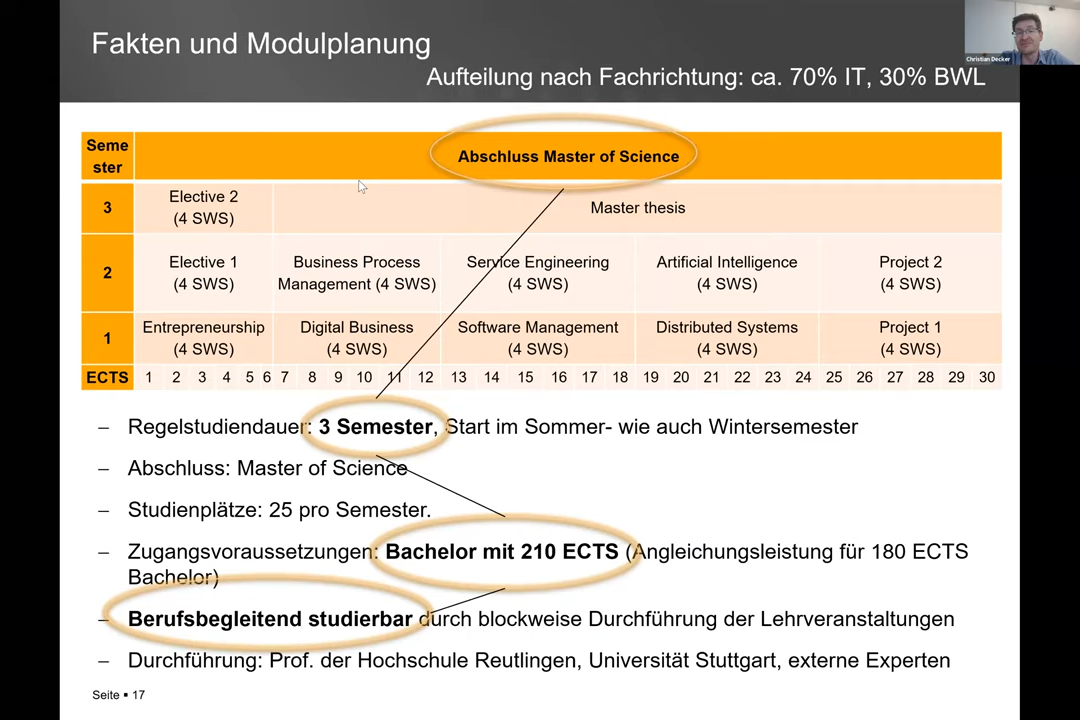 Fakten und Modulplanung
Aufteilung nach Fachrichtung: ca. 70% IT, 30% BWL
Christian Decker
Seme
ster
Abschluss Master of Science
3
Elective 2
(4 SWS)
Master thesis
2
Elective 1
(4 SWS)
Business Process
Management (4 SWS)
Service Engineering
(4 SWS)
Artificial Intelligence
(4 SWS)
Project 2
(4 SWS)
1
Entrepreneurship
(4 SWS)
Digital Business
(4 SWS)
Software Management
(4 SWS)
Distributed Systems
(4 SWS)
Project 1
(4 SWS)
ECTS 1 2 3 4 5 6 7 8 9 10 11 12 13 14 15 16 17 18 19 20 21 22 23 24 25 26 27 28 29 30
– Regelstudiendauer: 3 Semester, Start im Sommer- wie auch Wintersemester
– Abschluss: Master of Science
– Studienplätze: 25 pro Semester.
– Zugangsvoraussetzungen: Bachelor mit 210 ECTS (Angleichungsleistung für 180 ECTS
Bachelor)
– Berufsbegleitend studierbar durch blockweise Durchführung der Lehrveranstaltungen
– Durchführung: Prof. der Hochschule Reutlingen, Universität Stuttgart, externe Experten
Seite ▪ 17